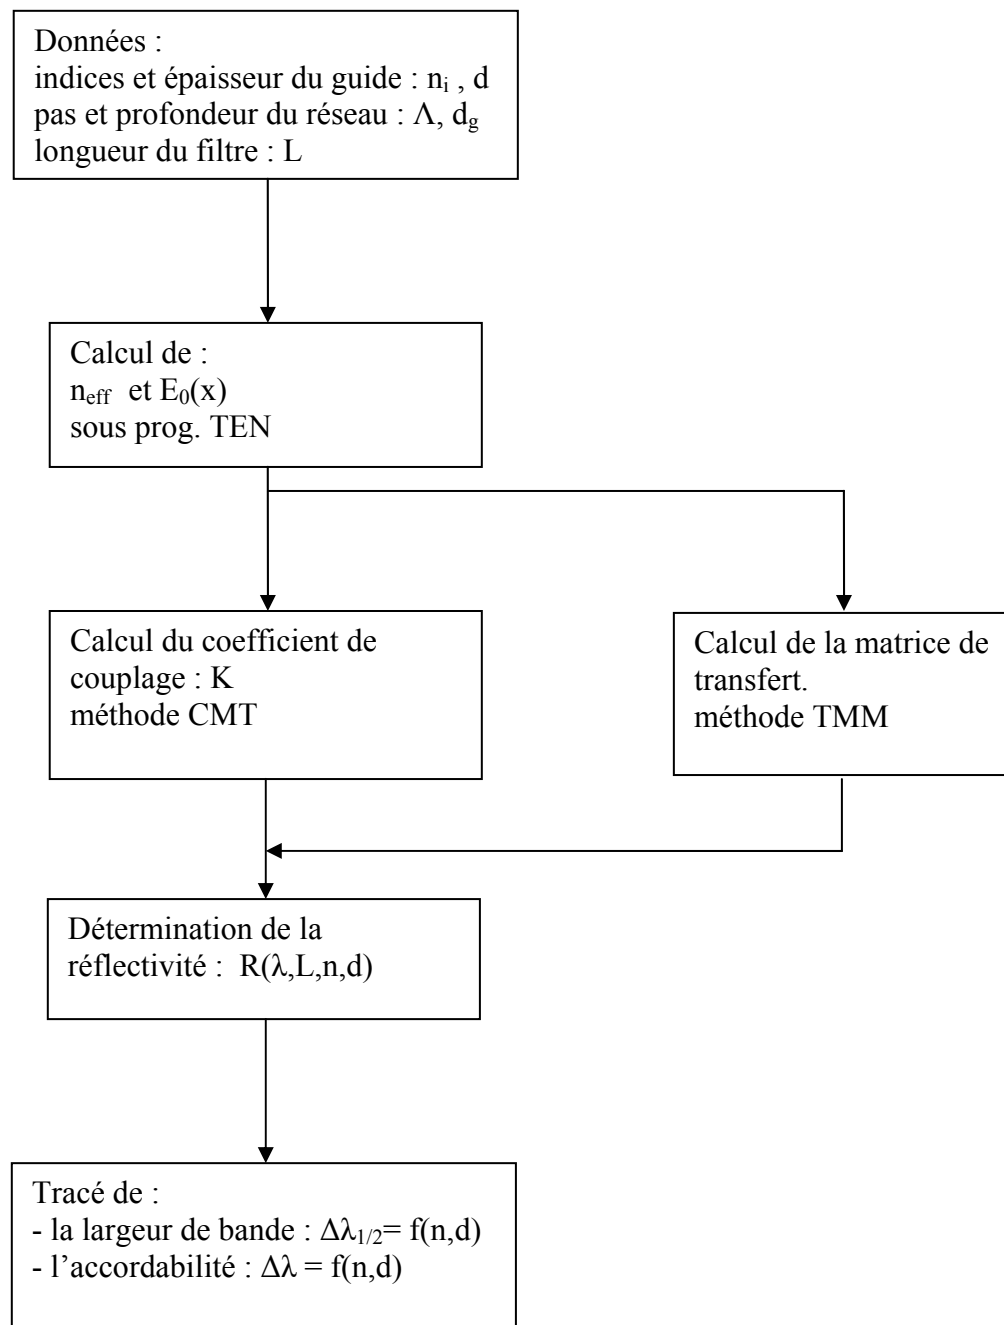 Données :
indices et épaisseur du guide : nᵢ , d
pas et profondeur du réseau : Λ, d_g
longueur du filtre : L
Calcul de :
n_eff et E₀(x)
sous prog. TEN
Calcul du coefficient de
couplage : K
méthode CMT
Calcul de la matrice de
transfert.
méthode TMM
Détermination de la
réflectivité : R(λ,L,n,d)
Tracé de :
- la largeur de bande : Δλ₁/₂= f(n,d)
- l’accordabilité : Δλ = f(n,d)